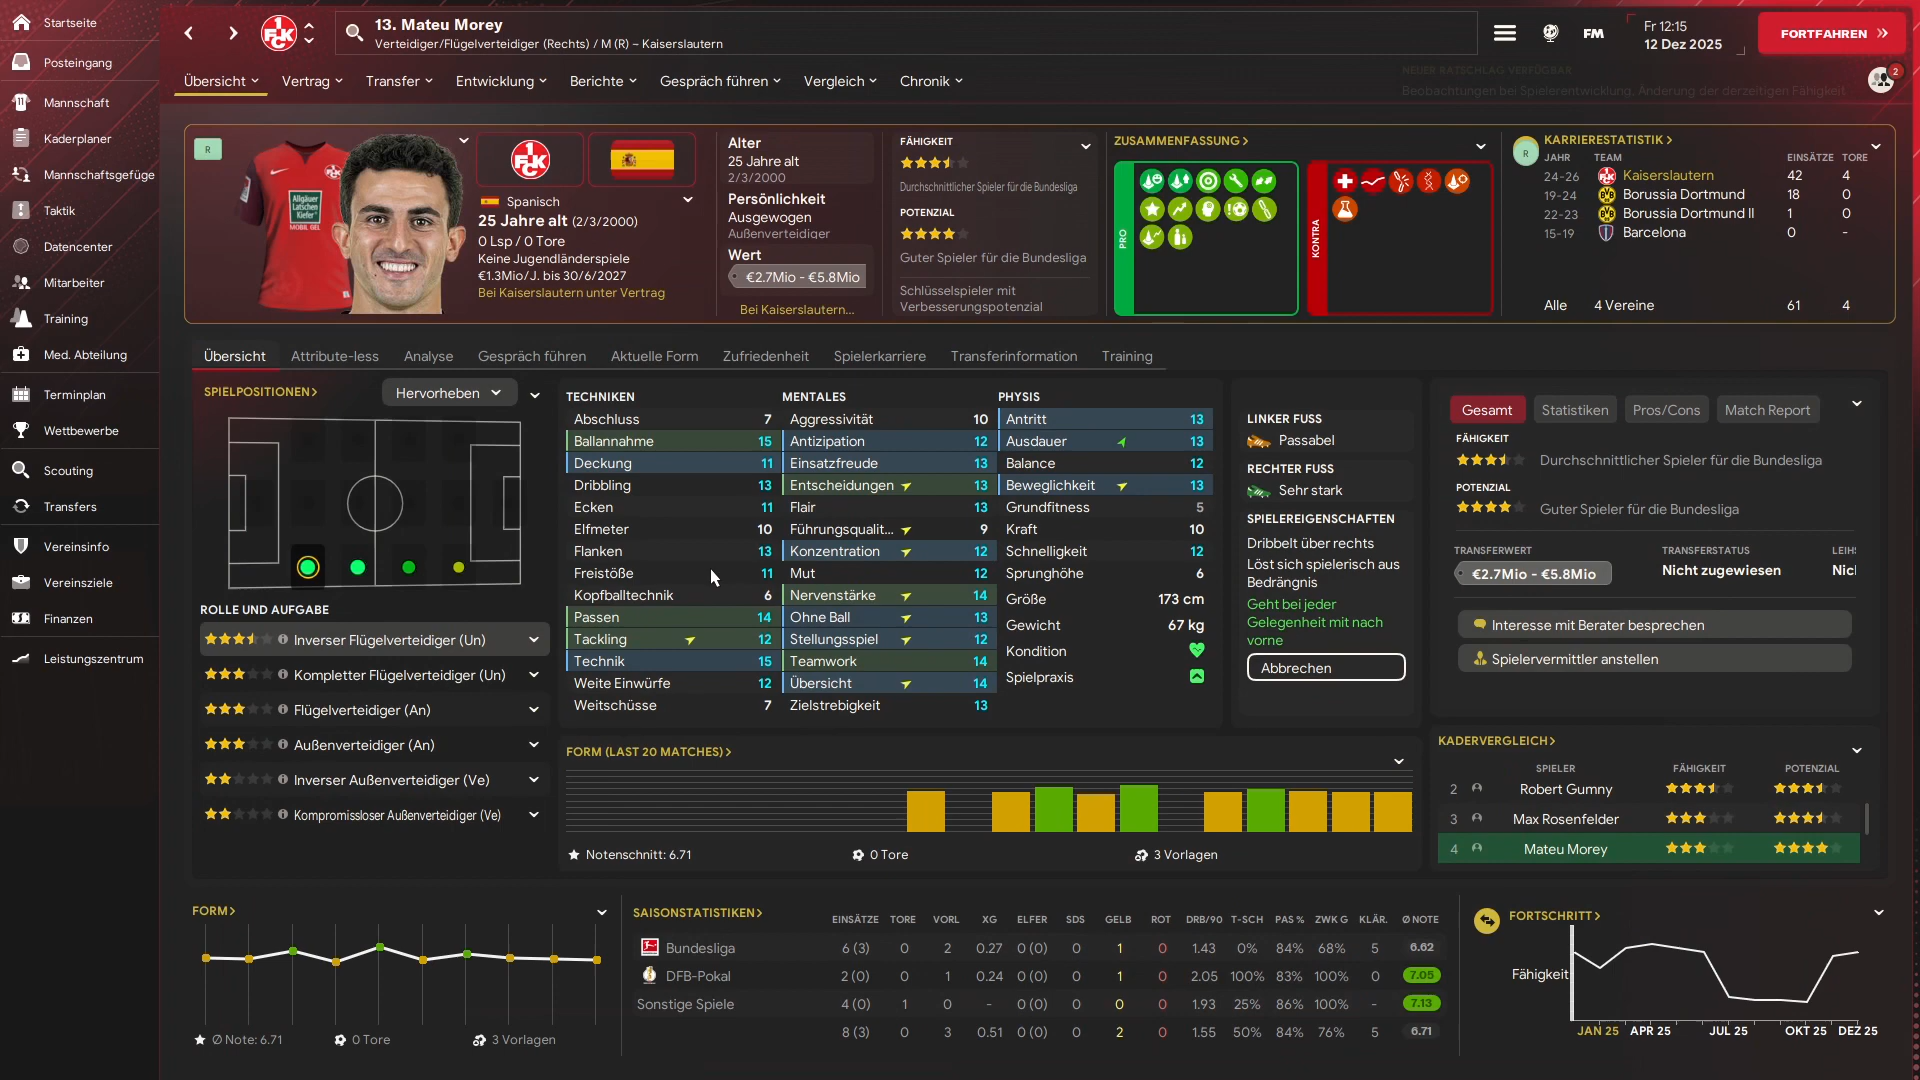 Startseite
Posteingang
Mannschaft
Kaderplaner
Mannschaftsgefüge
Taktik
Datencenter
Mitarbeiter
Training
Med. Abteilung
Terminplan
Wettbewerbe
Scouting
Transfers
Vereinsinfo
Vereinsziele
Finanzen
Leistungszentrum
13. Mateu Morey
Verteidiger/Flügelverteidiger (Rechts) / M (R) – Kaiserslautern
FM
Fr 12:15
12 Dez 2025
FORTFAHREN
Übersicht Vertrag Transfer Entwicklung Berichte Gespräch führen Vergleich Chronik
NEUER RATSCHLAG VERFÜGBAR
Beobachtungen bei Spielerentwicklung, Änderung der derzeitigen Fähigkeit
2
R
Allgäuer
Latschen
Kiefer
MOBIL GEL
Spanisch
25 Jahre alt (2/3/2000)
0 Lsp / 0 Tore
Keine Jugendländerspiele
€1.3Mio/J. bis 30/6/2027
Bei Kaiserslautern unter Vertrag
Alter
25 Jahre alt
2/3/2000
Persönlichkeit
Ausgewogen
Außenverteidiger
Wert
€2.7Mio - €5.8Mio
Bei Kaiserslautern...
FÄHIGKEIT
Durchschnittlicher Spieler für die Bundesliga
POTENZIAL
Guter Spieler für die Bundesliga
Schlüsselspieler mit
Verbesserungspotenzial
ZUSAMMENFASSUNG
PRO
KONTRA
R
KARRIERESTATISTIK
JAHR TEAM EINSÄTZE TORE
24-26 Kaiserslautern 42 4
19-24 Borussia Dortmund 18 0
22-23 Borussia Dortmund II 1 0
15-19 Barcelona 0 -
Alle 4 Vereine 61 4
Übersicht Attribute-less Analyse Gespräch führen Aktuelle Form Zufriedenheit Spielerkarriere Transferinformation Training
SPIELPOSITIONEN
Hervorheben
ROLLE UND AUFGABE
Inverser Flügelverteidiger (Un)
Kompletter Flügelverteidiger (Un)
Flügelverteidiger (An)
Außenverteidiger (An)
Inverser Außenverteidiger (Ve)
Kompromissloser Außenverteidiger (Ve)
TECHNIKEN
Abschluss 7
Ballannahme 15
Deckung 11
Dribbling 13
Ecken 11
Elfmeter 10
Flanken 13
Freistöße 11
Kopfballtechnik 6
Passen 14
Tackling 12
Technik 15
Weite Einwürfe 12
Weitschüsse 7
MENTALES
Aggressivität 10
Antizipation 12
Einsatzfreude 13
Entscheidungen 13
Flair 13
Führungsqualit... 9
Konzentration 12
Mut 12
Nervenstärke 14
Ohne Ball 13
Stellungsspiel 12
Teamwork 14
Übersicht 14
Zielstrebigkeit 13
PHYSIS
Antritt 13
Ausdauer 13
Balance 12
Beweglichkeit 13
Grundfitness 5
Kraft 10
Schnelligkeit 12
Sprunghöhe 6
Größe 173 cm
Gewicht 67 kg
Kondition
Spielpraxis
LINKER FUSS
Passabel
RECHTER FUSS
Sehr stark
SPIELEREIGENSCHAFTEN
Dribbelt über rechts
Löst sich spielerisch aus
Bedrängnis
Geht bei jeder
Gelegenheit mit nach
vorne
Abbrechen
Gesamt Statistiken Pros/Cons Match Report
FÄHIGKEIT
Durchschnittlicher Spieler für die Bundesliga
POTENZIAL
Guter Spieler für die Bundesliga
TRANSFERWERT TRANSFERSTATUS LEIHS
€2.7Mio - €5.8Mio Nicht zugewiesen Nicl
Interesse mit Berater besprechen
Spielervermittler anstellen
FORM (LAST 20 MATCHES)
Notenschnitt: 6.71 0 Tore 3 Vorlagen
KADERVERGLEICH
SPIELER FÄHIGKEIT POTENZIAL
2 Robert Gumny
3 Max Rosenfelder
4 Mateu Morey
FORM
Ø Note: 6.71 0 Tore 3 Vorlagen
SAISONSTATISTIKEN EINSÄTZE TORE VORL XG ELFER SDS GELB ROT DRB/90 T-SCH PAS % ZWK G KLÄR. Ø NOTE
Bundesliga 6 (3) 0 2 0.27 0 (0) 0 1 0 1.43 0% 84% 68% 5 6.62
DFB-Pokal 2 (0) 0 1 0.24 0 (0) 0 1 0 2.05 100% 83% 100% 0 7.05
Sonstige Spiele 4 (0) 1 0 - 0 (0) 0 0 0 1.93 25% 86% 100% - 7.13
8 (3) 0 3 0.51 0 (0) 0 2 0 1.55 50% 84% 76% 5 6.71
FORTSCHRITT
Fähigkeit
JAN 25 APR 25 JUL 25 OKT 25 DEZ 25